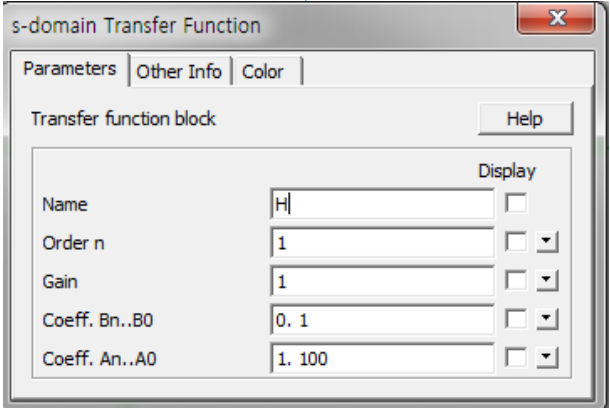 s-domain Transfer Function
Parameters Other Info Color
Transfer function block Help
Display
Name H
Order n 1
Gain 1
Coeff. Bn..B0 0. 1
Coeff. An..A0 1. 100